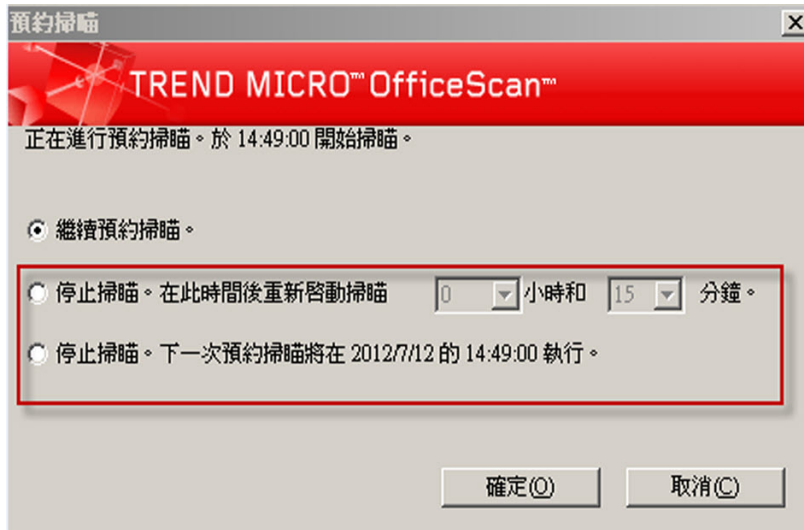 預約掃瞄
TREND MICRO™ OfficeScan™
正在進行預約掃瞄。於 14:49:00 開始掃瞄。
繼續預約掃瞄。
停止掃瞄。在此時間後重新啓動掃瞄 0 小時和 15 分鐘。
停止掃瞄。下一次預約掃瞄將在 2012/7/12 的 14:49:00 執行。
確定(O) 取消(C)